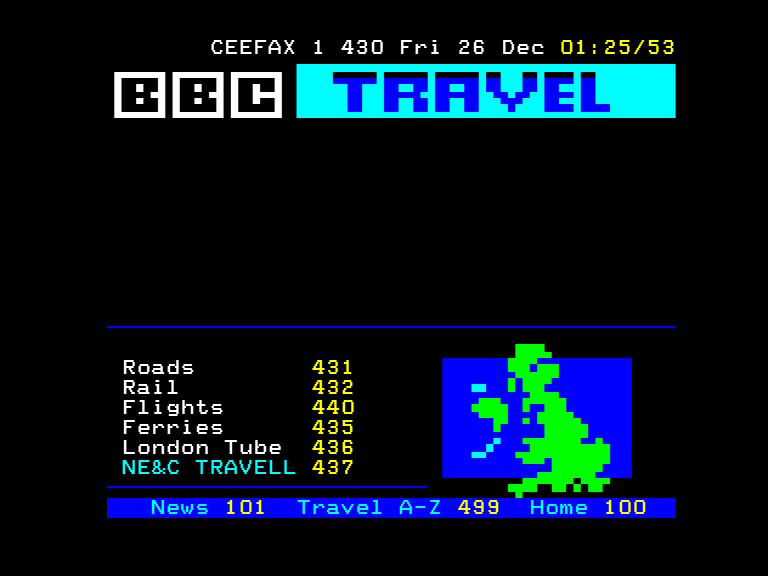 CEEFAX 1 430 Fri 26 Dec 01:25/53
BBC TRAVEL
Roads 431
Rail 432
Flights 440
Ferries 435
London Tube 436
NE&C TRAVELL 437
News 101 Travel A-Z 499 Home 100